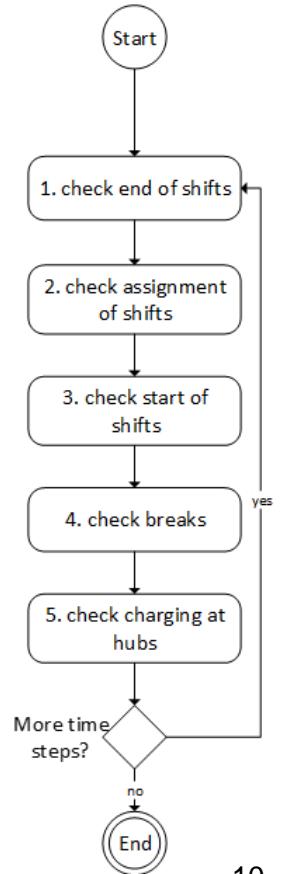 Start
1. check end of shifts
2. check assignment
of shifts
3. check start of
shifts
4. check breaks
yes
5. check charging at
hubs
More time
steps?
no
End